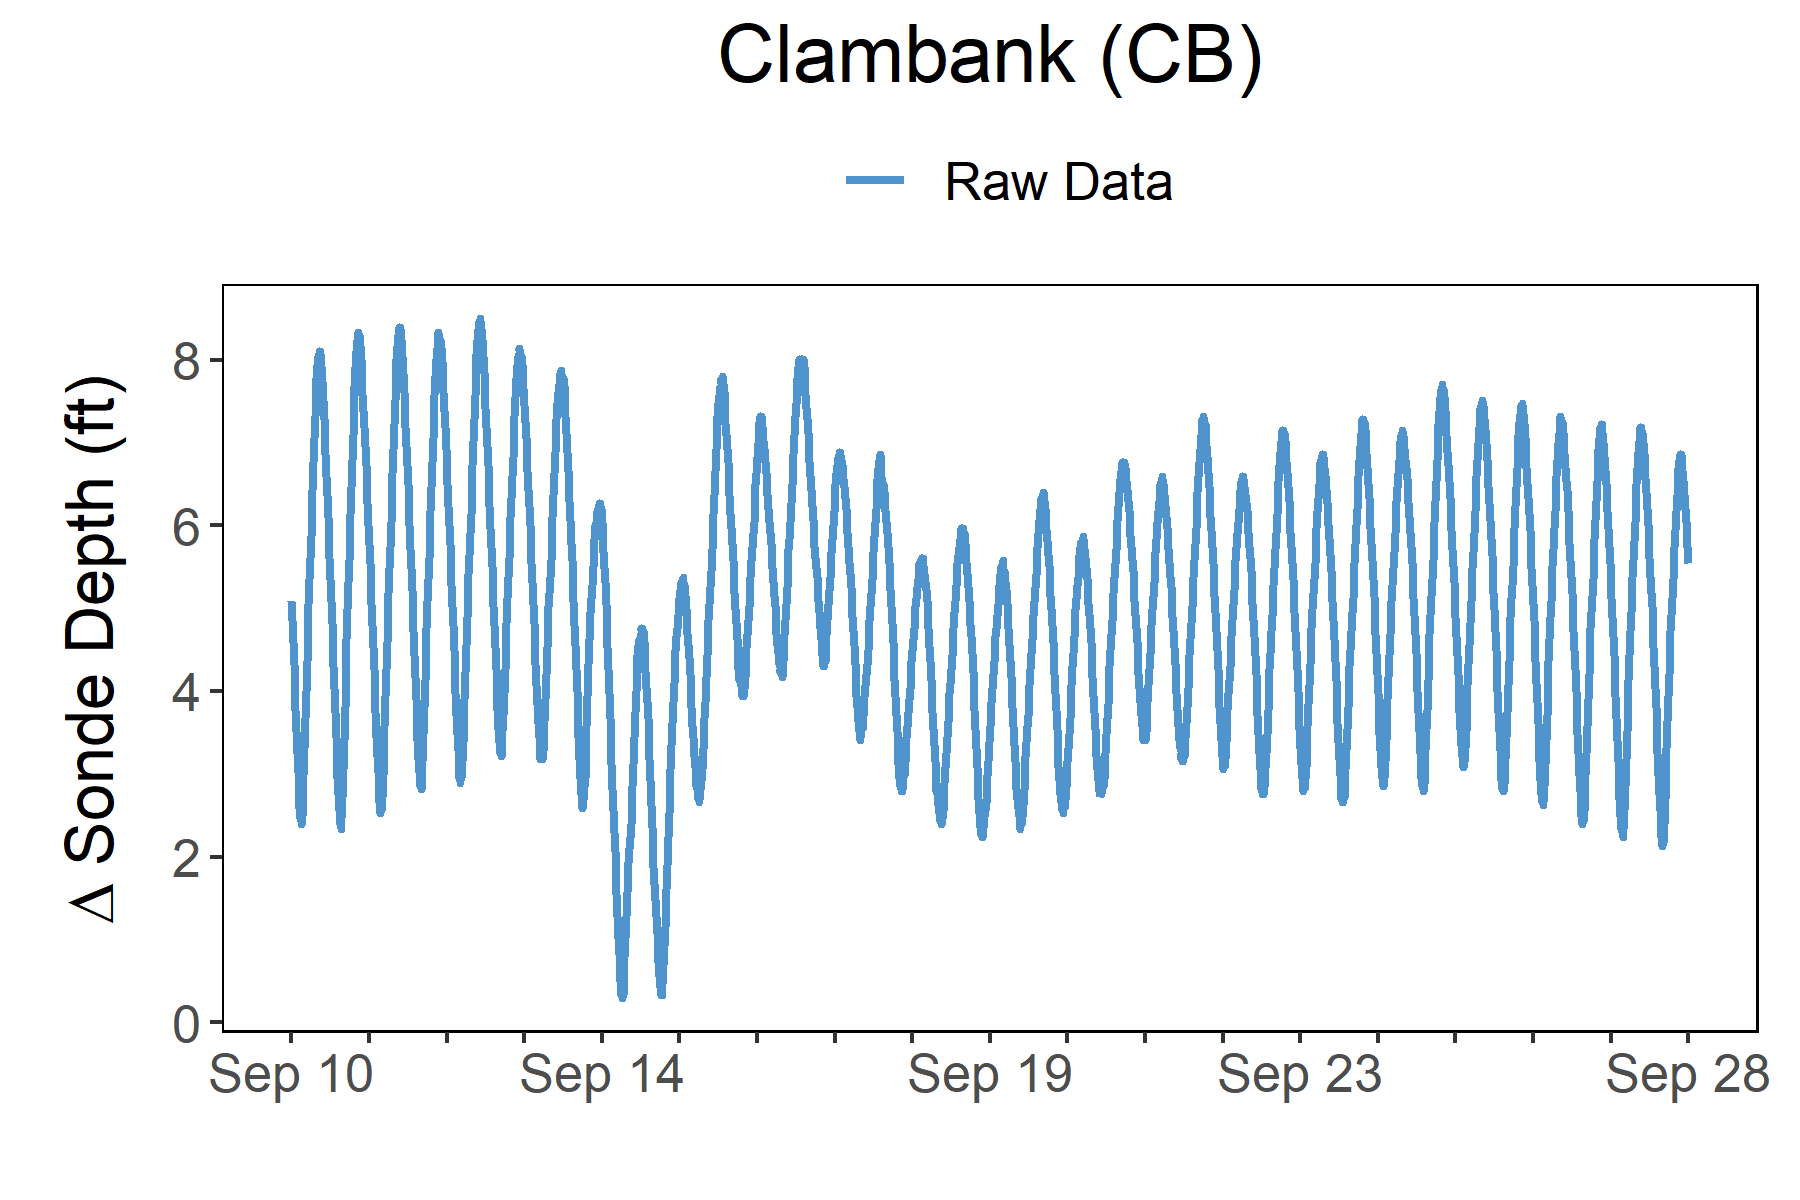 Clambank (CB)
Raw Data
Δ Sonde Depth (ft)
8
6
4
2
0
Sep 10 Sep 14 Sep 19 Sep 23 Sep 28